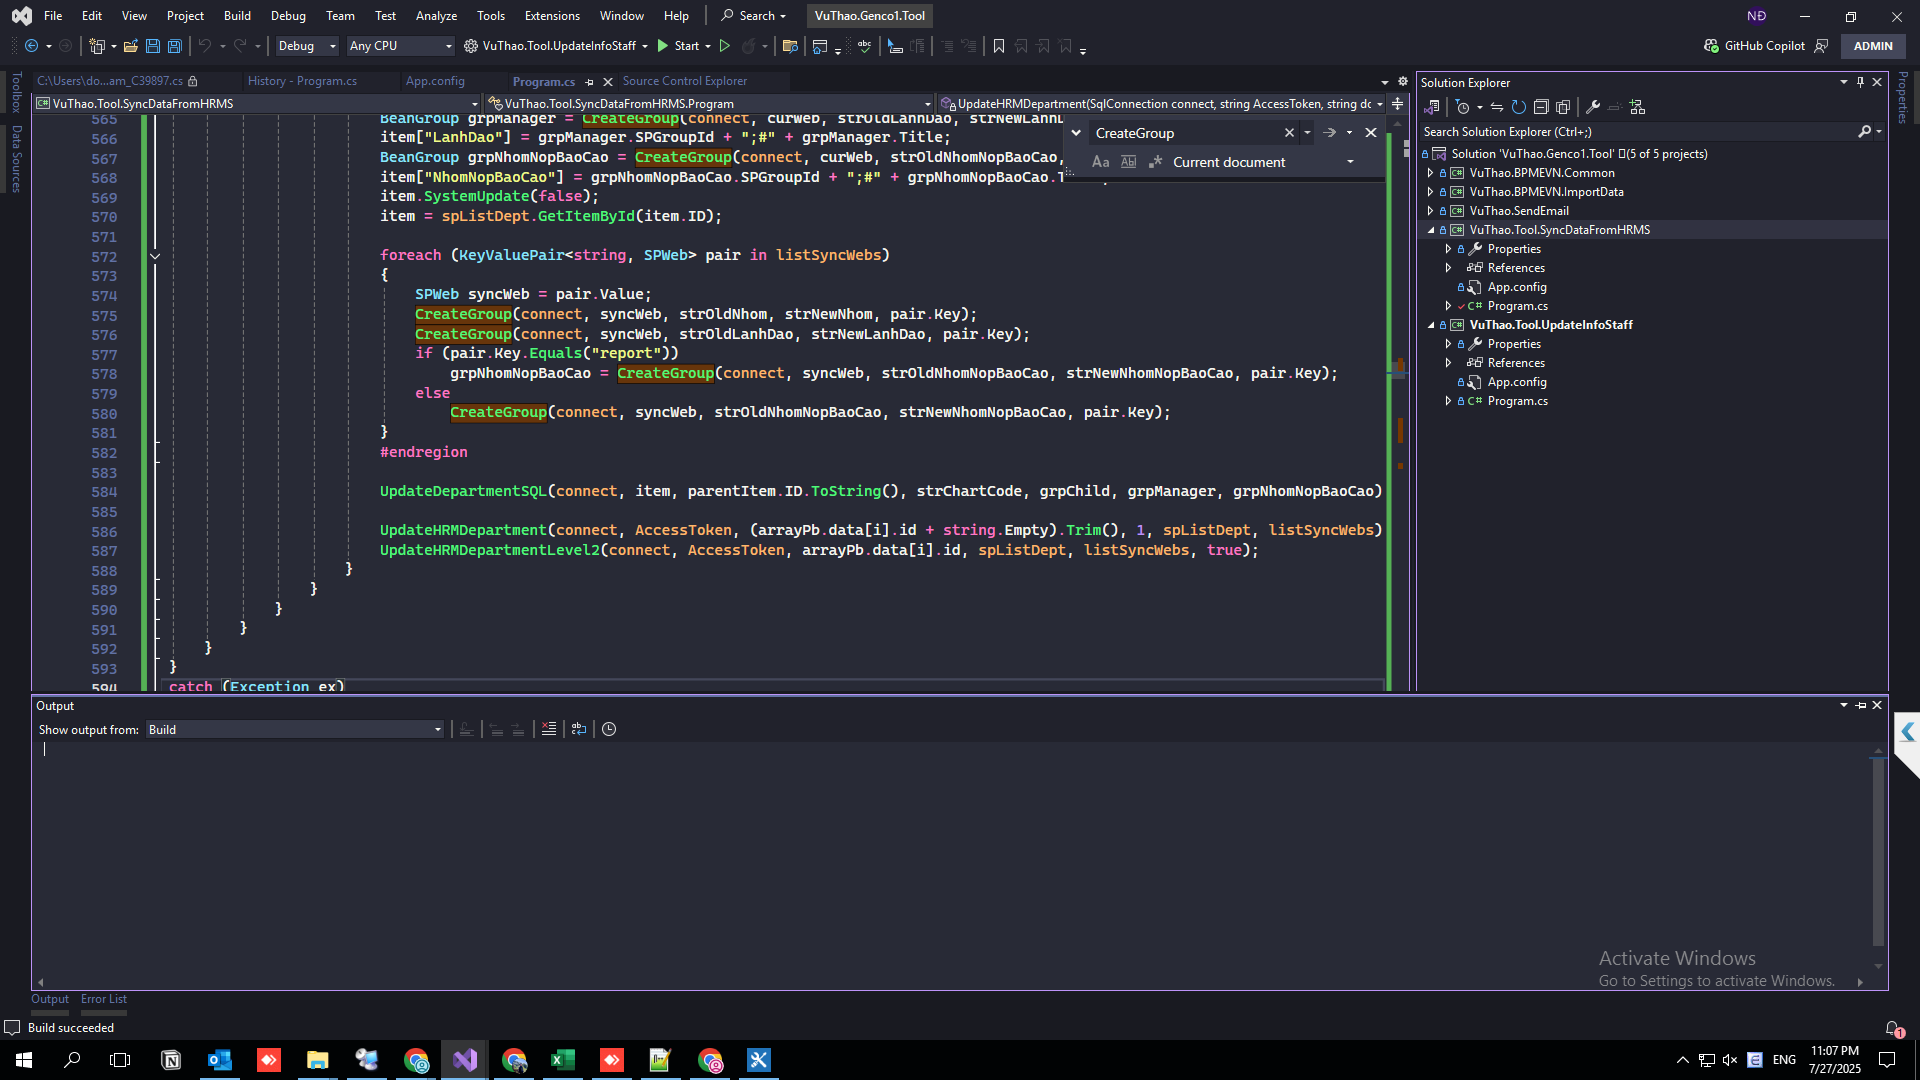 File Edit View Project Build Debug Team Test Analyze Tools Extensions Window Help Search VuThao.Genco1.Tool NĐ
Debug Any CPU VuThao.Tool.UpdateInfoStaff Start GitHub Copilot ADMIN
C:\Users\do...am_C39897.cs History - Program.cs App.config Program.cs Source Control Explorer
VuThao.Tool.SyncDataFromHRMS VuThao.Tool.SyncDataFromHRMS.Program UpdateHRMDepartment(SqlConnection connect, string AccessToken, string dc
565 BeanGroup grpManager = CreateGroup(connect, curWeb, strOldLanhDao, strNewLanhD
566 item["LanhDao"] = grpManager.SPGroupId + ";#" + grpManager.Title;
567 BeanGroup grpNhomNopBaoCao = CreateGroup(connect, curWeb, strOldNhomNopBaoCao,
568 item["NhomNopBaoCao"] = grpNhomNopBaoCao.SPGroupId + ";#" + grpNhomNopBaoCao.
569 item.SystemUpdate(false);
570 item = spListDept.GetItemById(item.ID);
571
572 foreach (KeyValuePair<string, SPWeb> pair in listSyncWebs)
573 {
574 SPWeb syncWeb = pair.Value;
575 CreateGroup(connect, syncWeb, strOldNhom, strNewNhom, pair.Key);
576 CreateGroup(connect, syncWeb, strOldLanhDao, strNewLanhDao, pair.Key);
577 if (pair.Key.Equals("report"))
578 grpNhomNopBaoCao = CreateGroup(connect, syncWeb, strOldNhomNopBaoCao, strNewNhomNopBaoCao, pair.Key);
579 else
580 CreateGroup(connect, syncWeb, strOldNhomNopBaoCao, strNewNhomNopBaoCao, pair.Key);
581 }
582 #endregion
583
584 UpdateDepartmentSQL(connect, item, parentItem.ID.ToString(), strChartCode, grpChild, grpManager, grpNhomNopBaoCao)
585
586 UpdateHRMDepartment(connect, AccessToken, (arrayPb.data[i].id + string.Empty).Trim(), 1, spListDept, listSyncWebs)
587 UpdateHRMDepartmentLevel2(connect, AccessToken, arrayPb.data[i].id, spListDept, listSyncWebs, true);
588 }
589 }
590 }
591 }
592 }
593 }
594 catch (Exception ex)
CreateGroup
Aa Current document
Solution Explorer
Search Solution Explorer (Ctrl+;)
Solution 'VuThao.Genco1.Tool' (5 of 5 projects)
VuThao.BPMEVN.Common
VuThao.BPMEVN.ImportData
VuThao.SendEmail
VuThao.Tool.SyncDataFromHRMS
Properties
References
App.config
Program.cs
VuThao.Tool.UpdateInfoStaff
Properties
References
App.config
Program.cs
Toolbox
Data Sources
Properties
Output
Show output from: Build
Activate Windows
Go to Settings to activate Windows.
Output Error List
Build succeeded
1
ENG
11:07 PM
7/27/2025